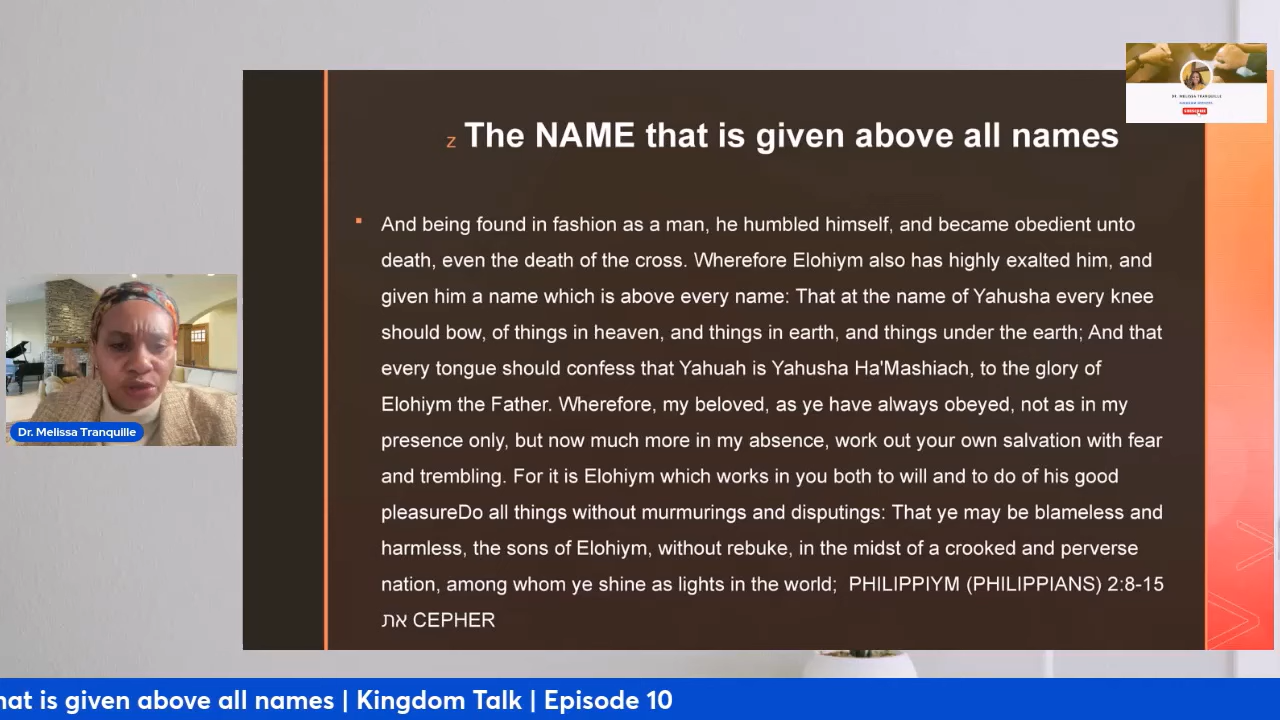 DR. MELISSA TRANQUILLE
SUBSCRIBE
z The NAME that is given above all names
And being found in fashion as a man, he humbled himself, and became obedient unto
death, even the death of the cross. Wherefore Elohiym also has highly exalted him, and
given him a name which is above every name: That at the name of Yahusha every knee
should bow, of things in heaven, and things in earth, and things under the earth; And that
every tongue should confess that Yahuah is Yahusha Ha'Mashiach, to the glory of
Elohiym the Father. Wherefore, my beloved, as ye have always obeyed, not as in my
presence only, but now much more in my absence, work out your own salvation with fear
and trembling. For it is Elohiym which works in you both to will and to do of his good
pleasureDo all things without murmurings and disputings: That ye may be blameless and
harmless, the sons of Elohiym, without rebuke, in the midst of a crooked and perverse
nation, among whom ye shine as lights in the world; PHILIPPIYM (PHILIPPIANS) 2:8-15
את CEPHER
Dr. Melissa Tranquille
hat is given above all names | Kingdom Talk | Episode 10